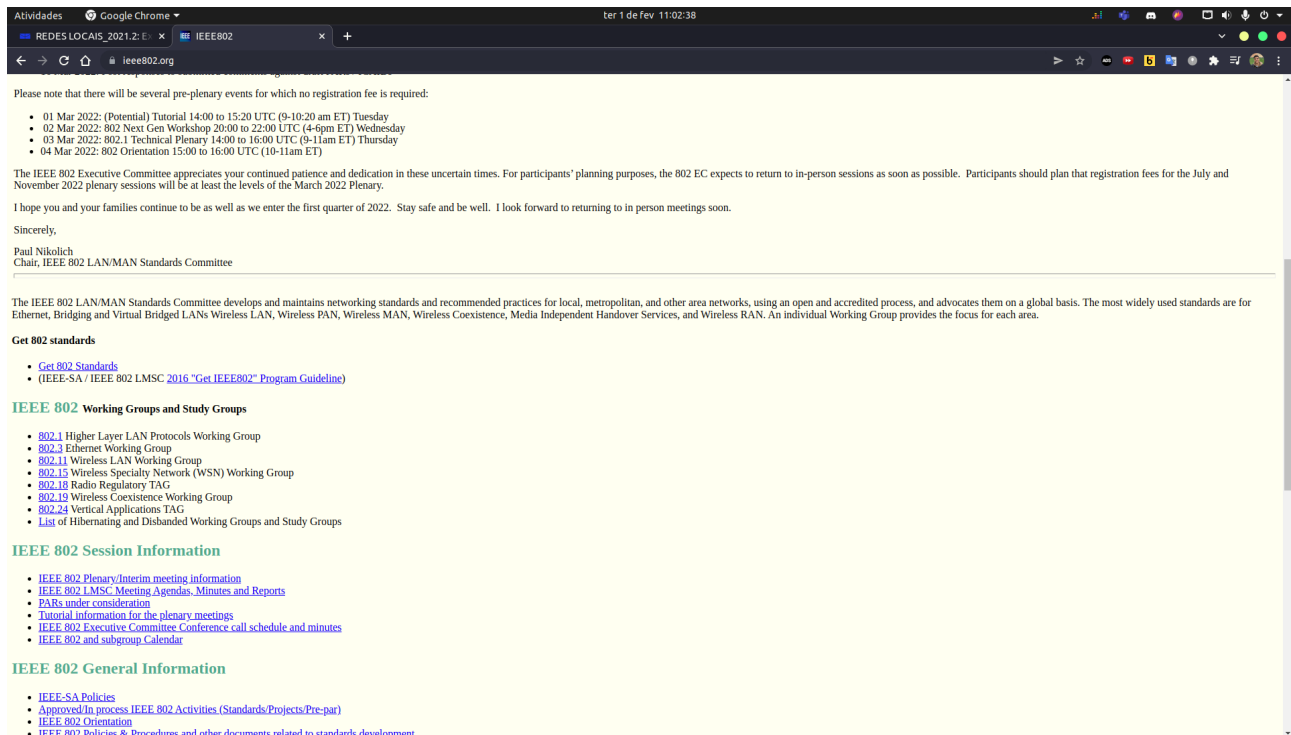 Atividades
Google Chrome
ter 1 de fev 11:02:38
REDES LOCAIS_2021.2:
IEEE802
ieee802.org
Please note that there will be several pre-plenary events for which no registration fee is required:
01 Mar 2022: (Potential) Tutorial 14:00 to 15:20 UTC (9-10:20 am ET) Tuesday
02 Mar 2022: 802 Next Gen Workshop 20:00 to 22:00 UTC (4-6pm ET) Wednesday
03 Mar 2022: 802.1 Technical Plenary 14:00 to 16:00 UTC (9-11am ET) Thursday
04 Mar 2022: 802 Orientation 15:00 to 16:00 UTC (10-11am ET)
The IEEE 802 Executive Committee appreciates your continued patience and dedication in these uncertain times. For participants' planning purposes, the 802 EC expects to return to in-person sessions as soon as possible. Participants should plan that registration fees for the July and
November 2022 plenary sessions will be at least the levels of the March 2022 Plenary.
I hope you and your families continue to be as well as we enter the first quarter of 2022. Stay safe and be well. I look forward to returning to in person meetings soon.
Sincerely,
Paul Nikolich
Chair, IEEE 802 LAN/MAN Standards Committee
The IEEE 802 LAN/MAN Standards Committee develops and maintains networking standards and recommended practices for local, metropolitan, and other area networks, using an open and accredited process, and advocates them on a global basis. The most widely used standards are for
Ethernet, Bridging and Virtual Bridged LANs Wireless LAN, Wireless PAN, Wireless MAN, Wireless Coexistence, Media Independent Handover Services, and Wireless RAN. An individual Working Group provides the focus for each area.
Get 802 standards
Get 802 Standards
(IEEE-SA / IEEE 802 LMSC 2016 "Get IEEE802" Program Guideline)
IEEE 802 Working Groups and Study Groups
802.1 Higher Layer LAN Protocols Working Group
802.3 Ethernet Working Group
802.11 Wireless LAN Working Group
802.15 Wireless Specialty Network (WSN) Working Group
802.18 Radio Regulatory TAG
802.19 Wireless Coexistence Working Group
802.24 Vertical Applications TAG
List of Hibernating and Disbanded Working Groups and Study Groups
IEEE 802 Session Information
IEEE 802 Plenary/Interim meeting information
IEEE 802 LMSC Meeting Agendas, Minutes and Reports
PARs under consideration
Tutorial information for the plenary meetings
IEEE 802 Executive Committee Conference call schedule and minutes
IEEE 802 and subgroup Calendar
IEEE 802 General Information
IEEE-SA Policies
Approved/In process IEEE 802 Activities (Standards/Projects/Pre-par)
IEEE 802 Orientation
IEEE 802 Policies & Procedures and other documents related to standards development